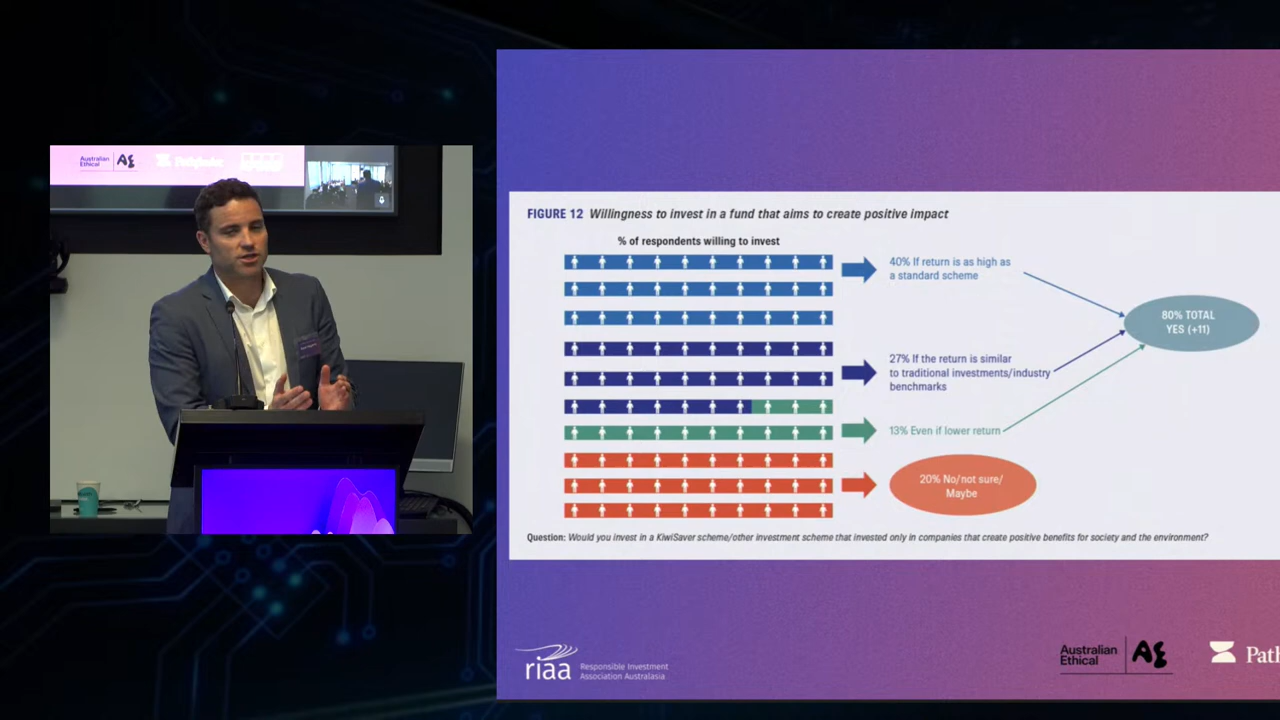 Australian
Ethical
FIGURE 12 Willingness to invest in a fund that aims to create positive impact
% of respondents willing to invest
40% If return is as high as
a standard scheme
80% TOTAL
YES (+11)
27% If the return is similar
to traditional investments/industry
benchmarks
13% Even if lower return
20% No/not sure/
Maybe
Question: Would you invest in a KiwiSaver scheme/other investment scheme that invested only in companies that create positive benefits for society and the environment?
riaa
Responsible Investment
Association Australasia
Australian
Ethical
Path